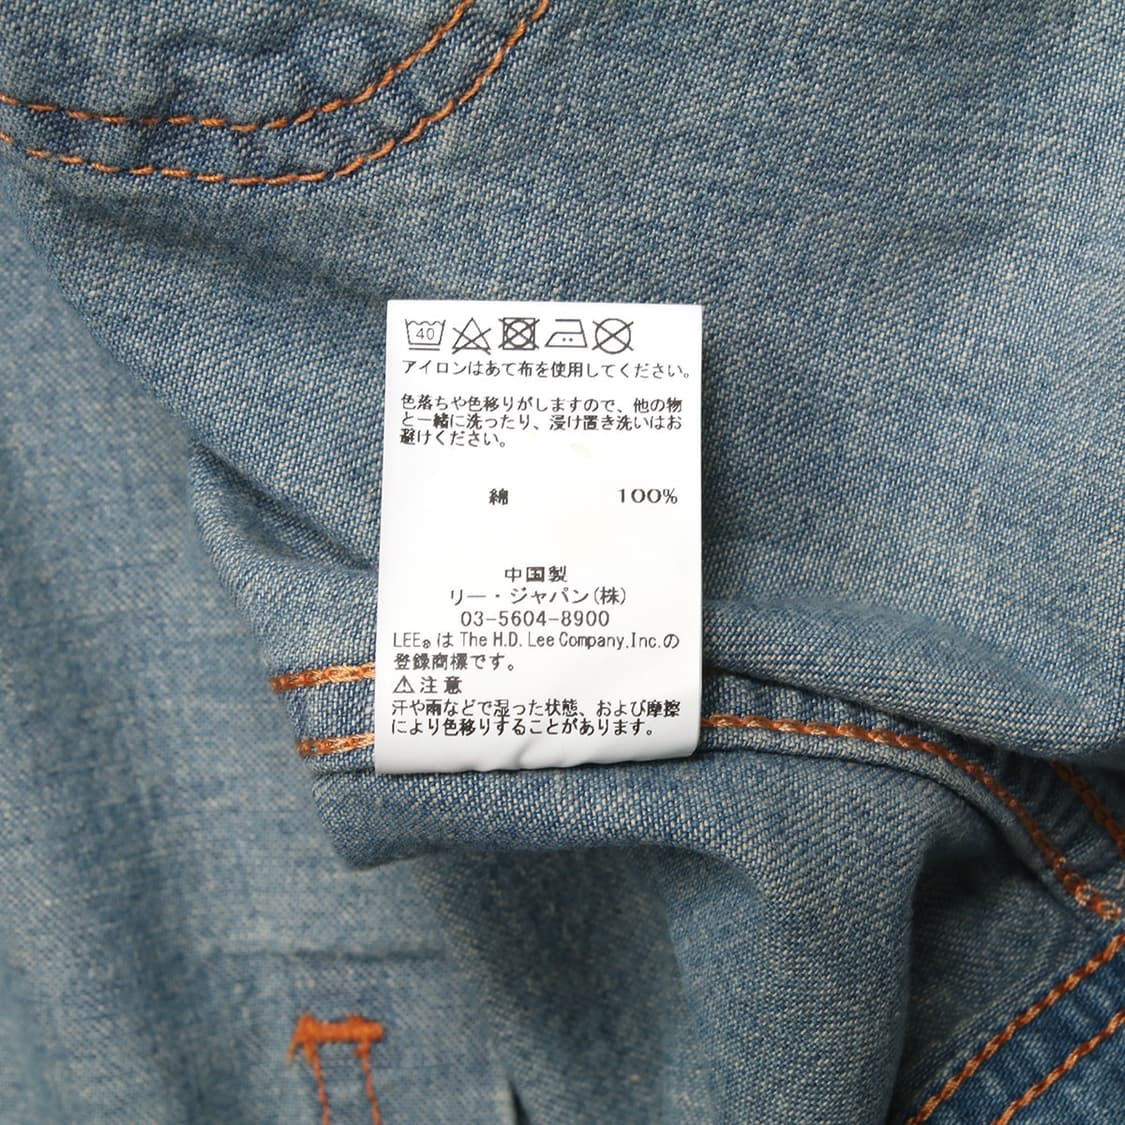 40
アイロンはあて布を使用してください。
色落ちや色移りがしますので、他の物
と一緒に洗ったり、浸け置き洗いはお
避けください。
綿 100%
中国製
リー・ジャパン(株)
03-5604-8900
LEE® は The H.D. Lee Company,Inc.の
登録商標です。
⚠注意
汗や雨などで湿った状態、および摩擦
により色移りすることがあります。